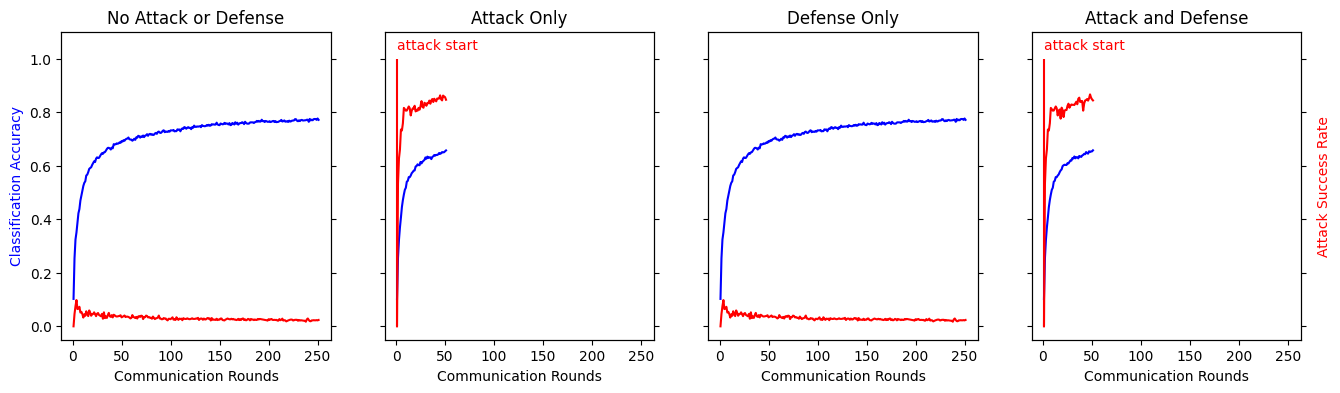 No Attack or Defense
Attack Only
Defense Only
Attack and Defense
attack start
attack start
1.0
0.8
0.6
0.4
0.2
0.0
Classification Accuracy
Attack Success Rate
0 50 100 150 200 250
0 50 100 150 200 250
0 50 100 150 200 250
0 50 100 150 200 250
Communication Rounds
Communication Rounds
Communication Rounds
Communication Rounds